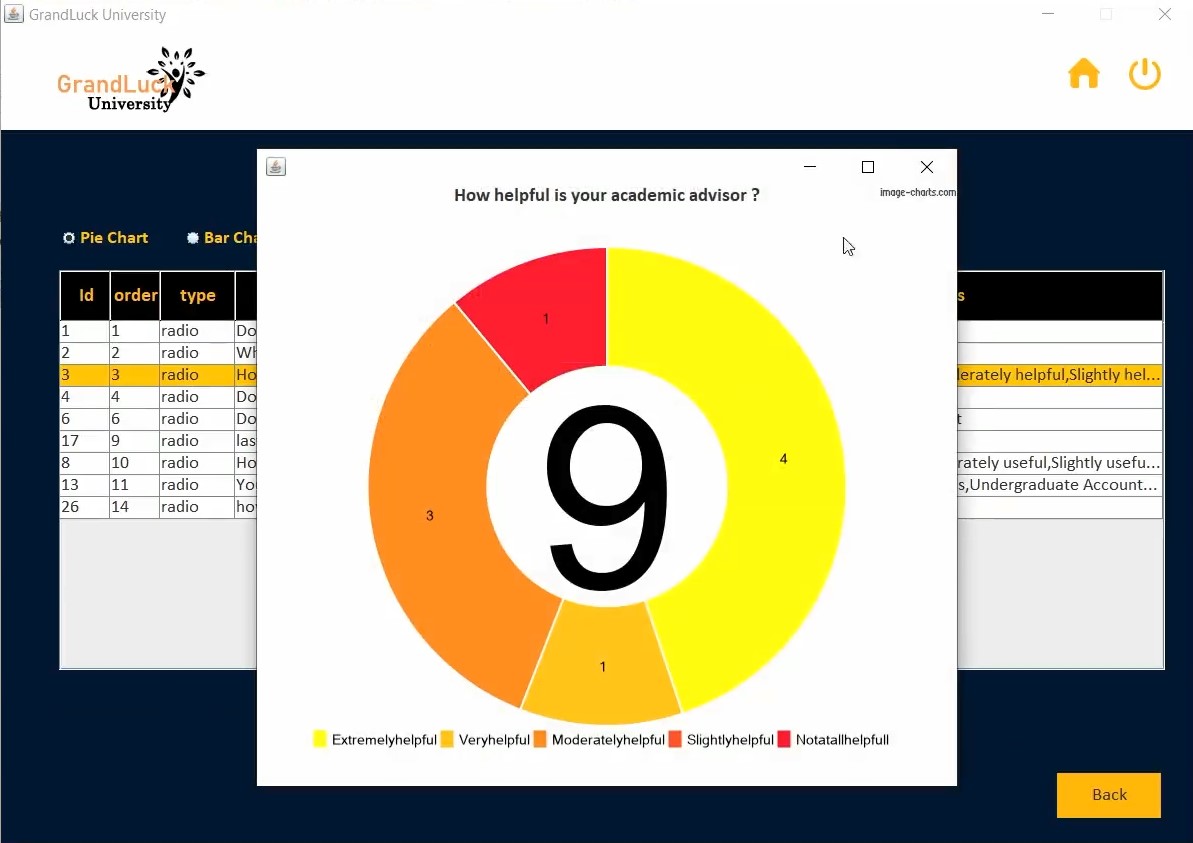 GrandLuck University
GrandLuck
University
How helpful is your academic advisor ?
image-charts.com
Pie Chart
Bar Cha
Id order type s
1 1 radio Do
2 2 radio Wh
3 3 radio Ho lerately helpful,Slightly hel...
4 4 radio Do
6 6 radio Do t
17 9 radio las
8 10 radio Ho rately useful,Slightly usefu...
13 11 radio You s,Undergraduate Account...
26 14 radio how
1
4
9
3
1
Extremelyhelpful Veryhelpful Moderatelyhelpful Slightlyhelpful Notatallhelpfull
Back